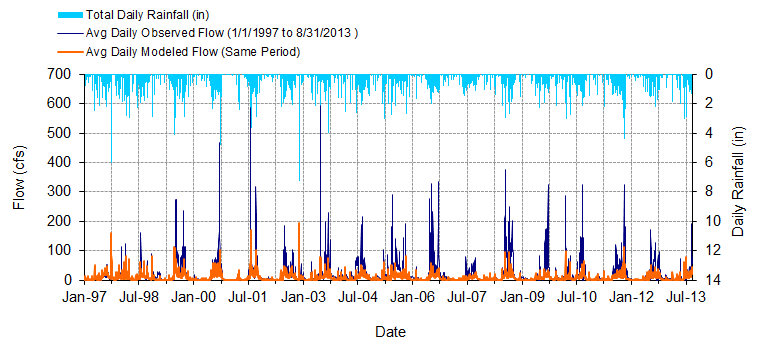 Total Daily Rainfall (in)
Avg Daily Observed Flow (1/1/1997 to 8/31/2013 )
Avg Daily Modeled Flow (Same Period)
700
600
500
400
300
200
100
0
Flow (cfs)
0
2
4
6
8
10
12
14
Daily Rainfall (in)
Jan-97 Jul-98 Jan-00 Jul-01 Jan-03 Jul-04 Jan-06 Jul-07 Jan-09 Jul-10 Jan-12 Jul-13
Date